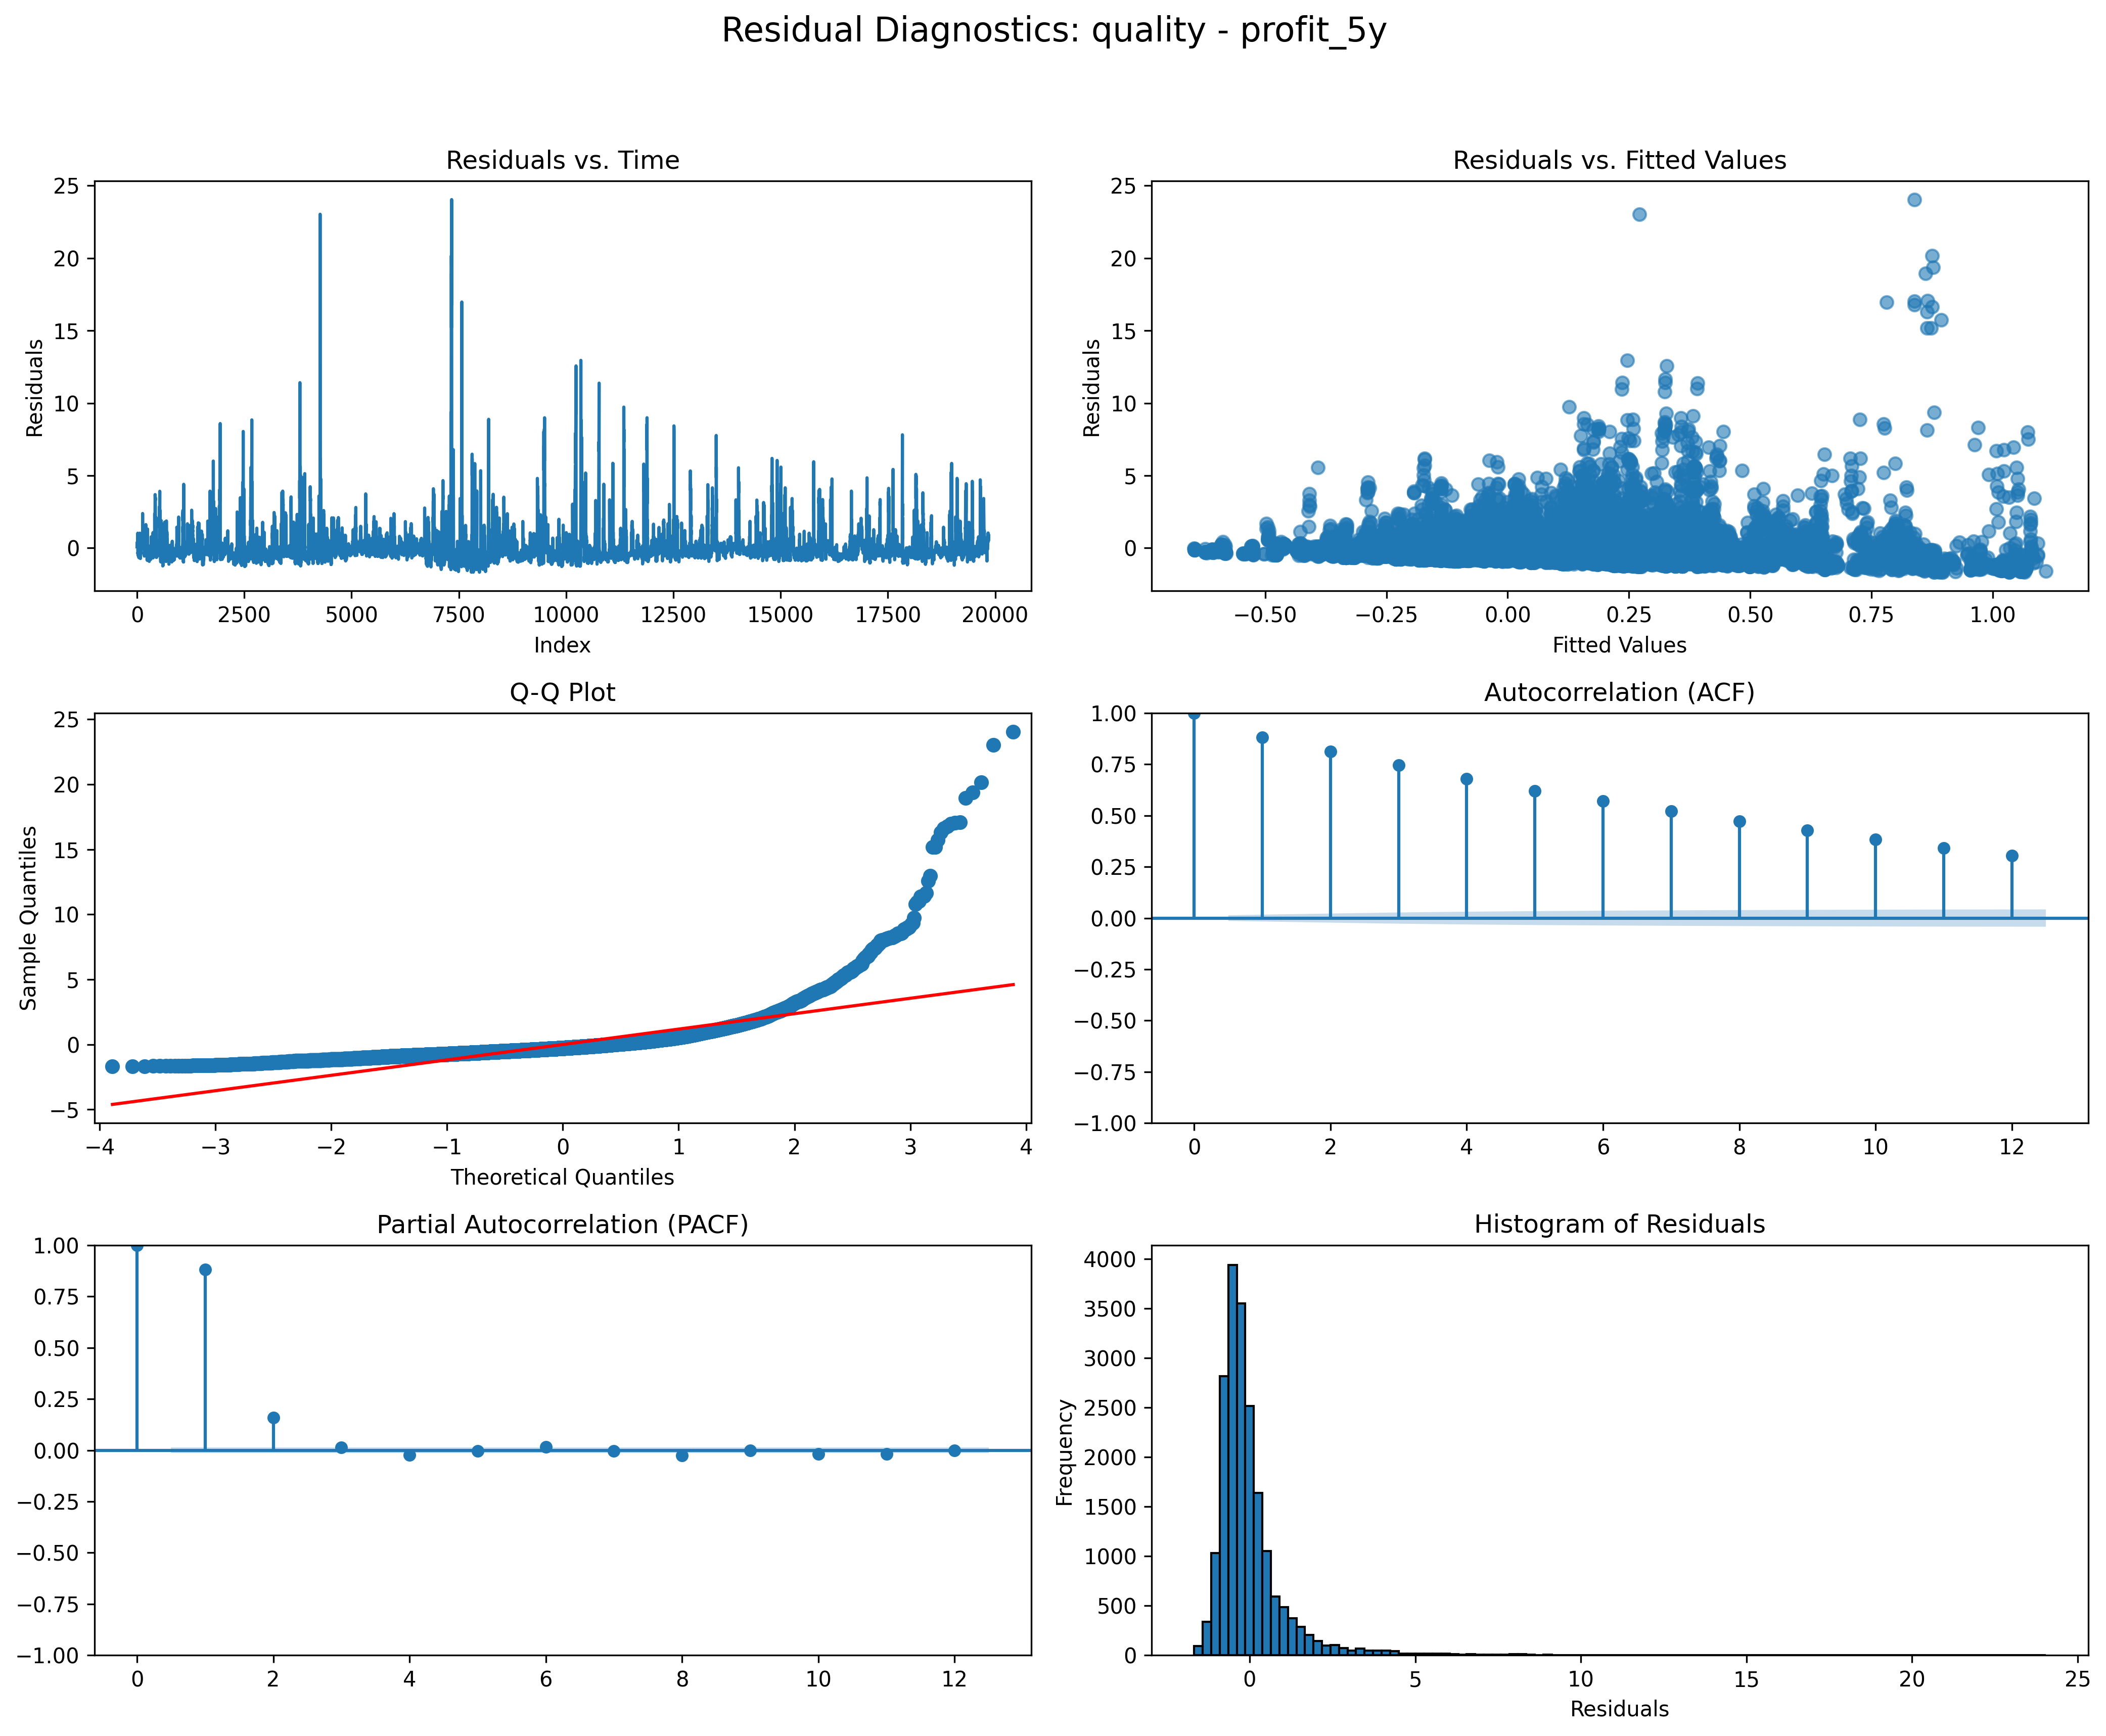 Residual Diagnostics: quality - profit_5y
Residuals vs. Time
25
20
15
10
5
0
Residuals
0 2500 5000 7500 10000 12500 15000 17500 20000
Index
Residuals vs. Fitted Values
25
20
15
10
5
0
Residuals
−0.50 −0.25 0.00 0.25 0.50 0.75 1.00
Fitted Values
Q-Q Plot
25
20
15
10
5
0
−5
Sample Quantiles
−4 −3 −2 −1 0 1 2 3 4
Theoretical Quantiles
Autocorrelation (ACF)
1.00
0.75
0.50
0.25
0.00
−0.25
−0.50
−0.75
−1.00
0 2 4 6 8 10 12
Partial Autocorrelation (PACF)
1.00
0.75
0.50
0.25
0.00
−0.25
−0.50
−0.75
−1.00
0 2 4 6 8 10 12
Histogram of Residuals
4000
3500
3000
2500
2000
1500
1000
500
0
Frequency
0 5 10 15 20 25
Residuals